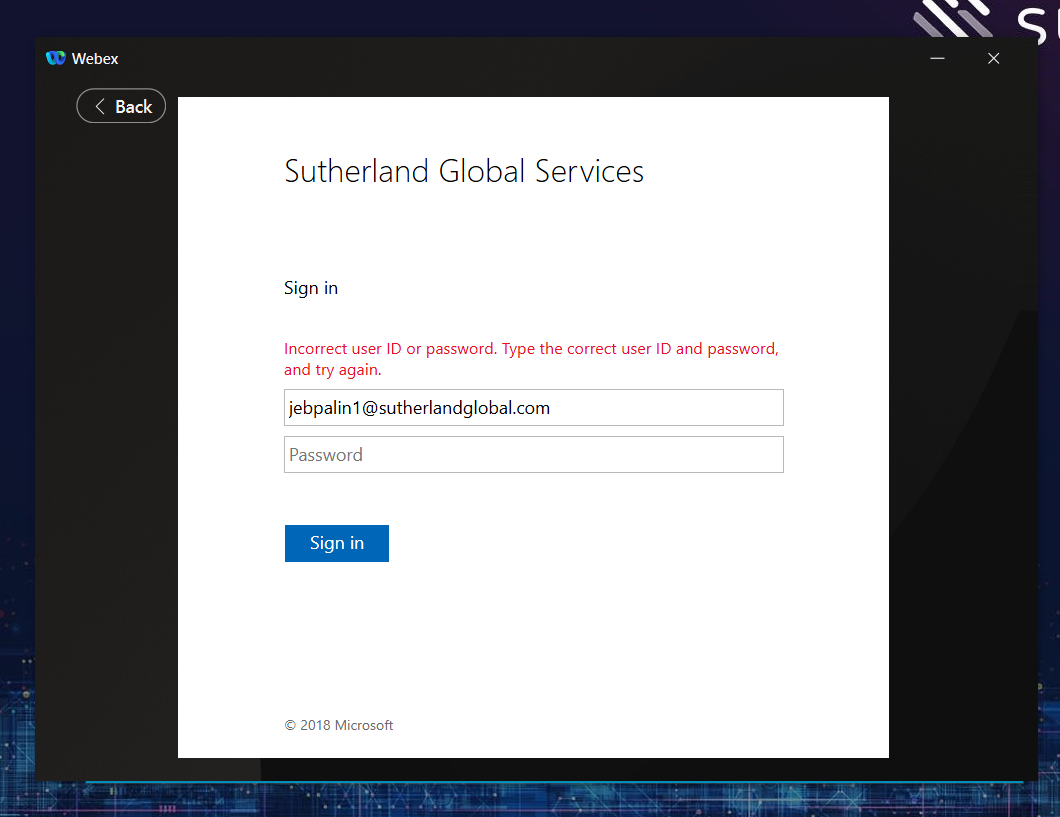 Webex
Back
Sutherland Global Services
Sign in
Incorrect user ID or password. Type the correct user ID and password,
and try again.
jebpalin1@sutherlandglobal.com
Password
Sign in
© 2018 Microsoft